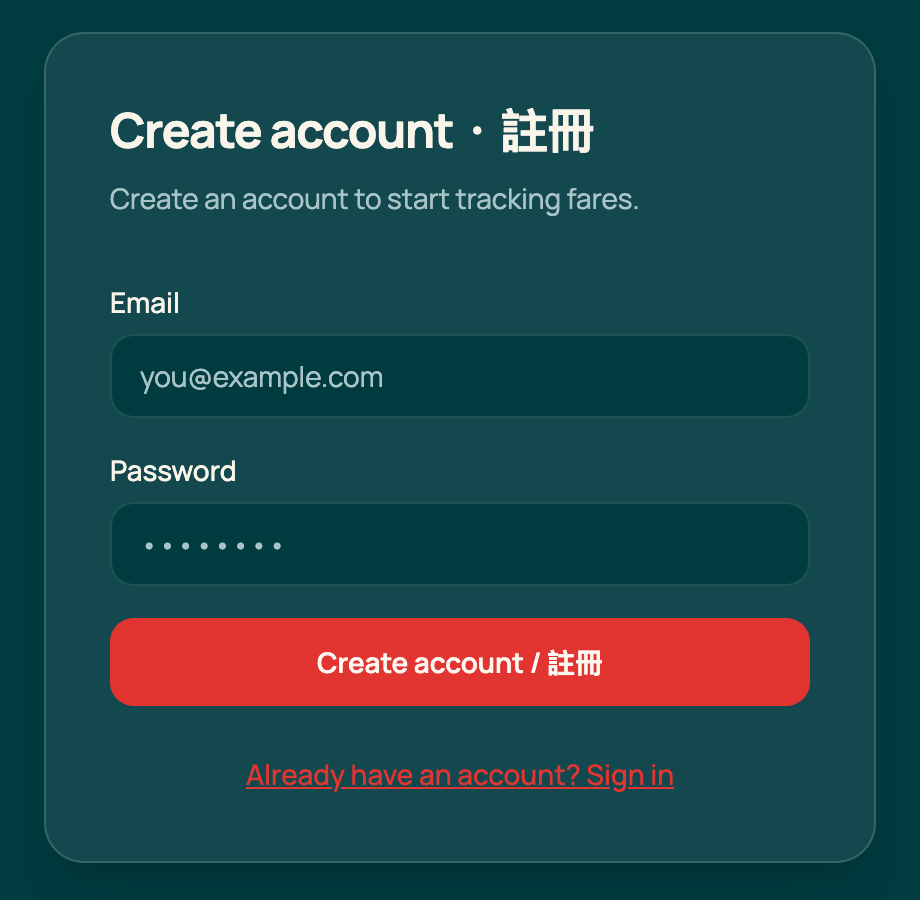 Create account · 註冊
Create an account to start tracking fares.
Email
you@example.com
Password
••••••••
Create account / 註冊
Already have an account? Sign in